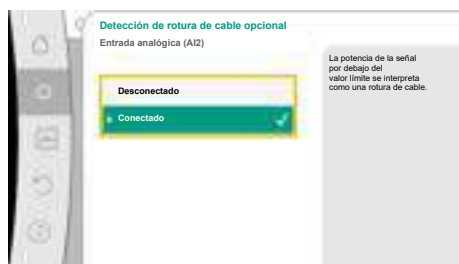 Detección de rotura de cable opcional
Entrada analógica (AI2)
Desconectado
Conectado
La potencia de la señal
por debajo del
valor límite se interpreta
como una rotura de cable.